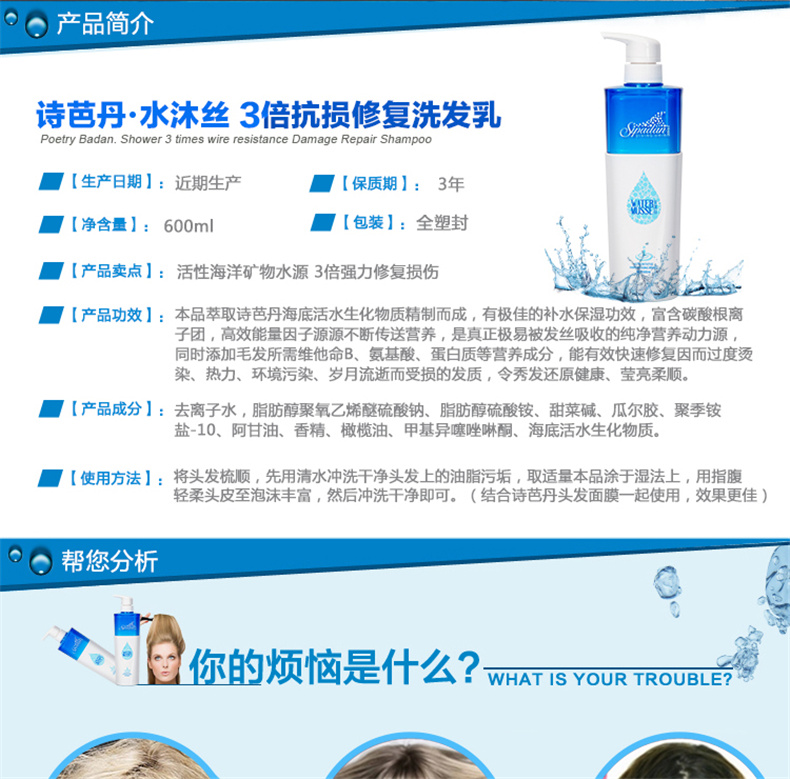 产品简介
诗芭丹·水沐丝 3倍抗损修复洗发乳
Poetry Badan. Shower 3 times wire resistance Damage Repair Shampoo
【生产日期】：近期生产 【保质期】： 3年
【净含量】： 600ml 【包装】：全塑封
【产品卖点】：活性海洋矿物水源 3倍强力修复损伤
【产品功效】：本品萃取诗芭丹海底活水生化物质精制而成，有极佳的补水保湿功效，富含碳酸根离
子团，高效能量因子源源不断传送营养，是真正极易被发丝吸收的纯净营养动力源，
同时添加毛发所需维他命B、氨基酸、蛋白质等营养成分，能有效快速修复因而过度烫
染、热力、环境污染、岁月流逝而受损的发质，令秀发还原健康、莹亮柔顺。
【产品成分】：去离子水，脂肪醇聚氧乙烯醚硫酸钠、脂肪醇硫酸铵、甜菜碱、瓜尔胶、聚季铵
盐-10、阿甘油、香精、橄榄油、甲基异噻唑啉酮、海底活水生化物质。
【使用方法】：将头发梳顺，先用清水冲洗干净头发上的油脂污垢，取适量本品涂于湿法上，用指腹
轻柔头皮至泡沫丰富，然后冲洗干净即可。（结合诗芭丹头发面膜一起使用，效果更佳）
Spadan
WATER
MUSSE
帮您分析
你的烦恼是什么?
WHAT IS YOUR TROUBLE?